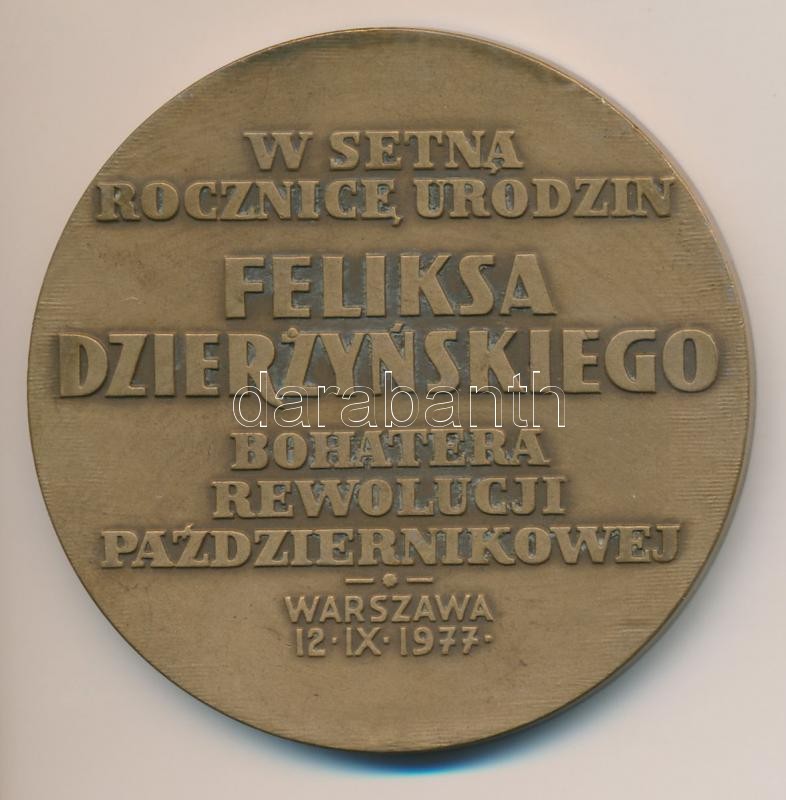 W SETNĄ
ROCZNICĘ URODZIN
FELIKSA
DZIERŻYŃSKIEGO
darabanth
BOHATERA
REWOLUCJI
PAŹDZIERNIKOWEJ
WARSZAWA
12·IX·1977·